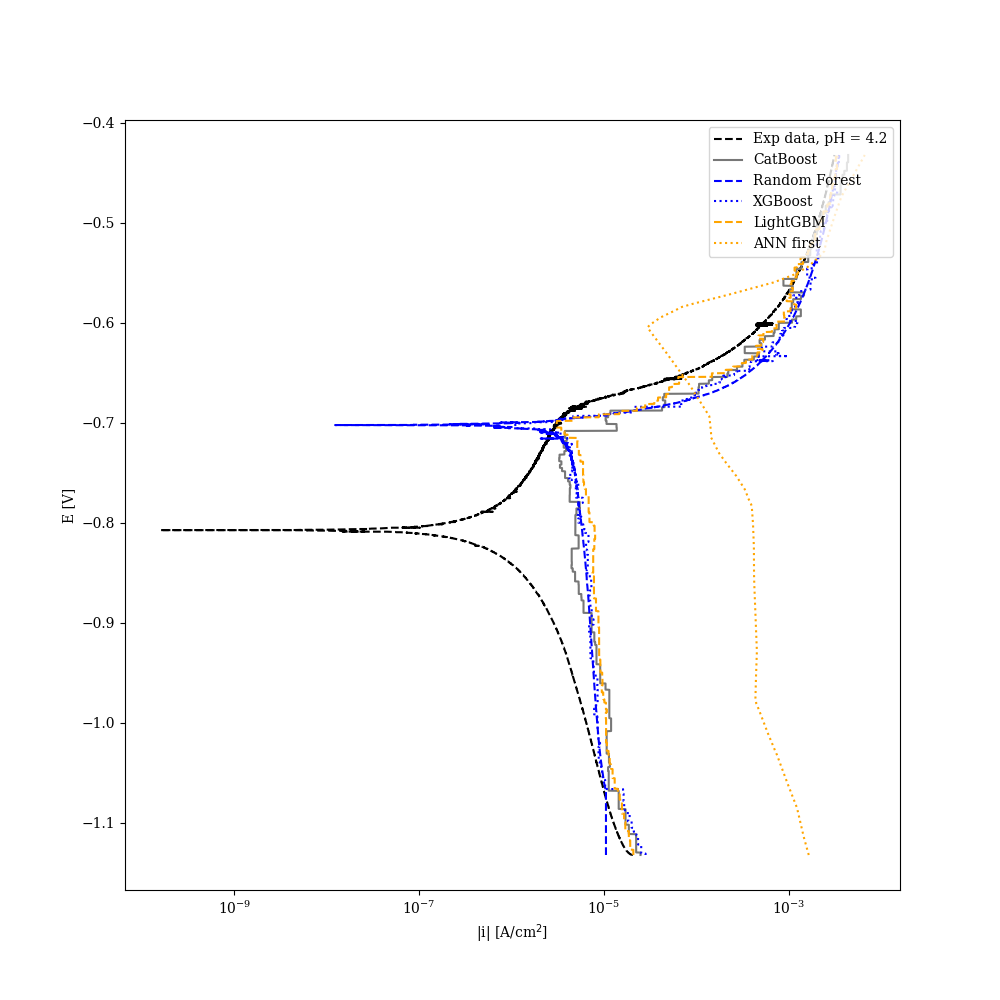 Exp data, pH = 4.2
CatBoost
Random Forest
XGBoost
LightGBM
ANN first
−0.4
−0.5
−0.6
−0.7
−0.8
−0.9
−1.0
−1.1
E [V]
10⁻⁹
10⁻⁷
10⁻⁵
10⁻³
|i| [A/cm²]